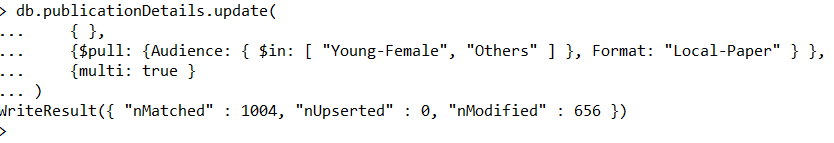 > db.publicationDetails.update(
... { },
... {$pull: {Audience: { $in: [ "Young-Female", "Others" ] }, Format: "Local-Paper" } },
... {multi: true }
... )
WriteResult({ "nMatched" : 1004, "nUpserted" : 0, "nModified" : 656 })
>